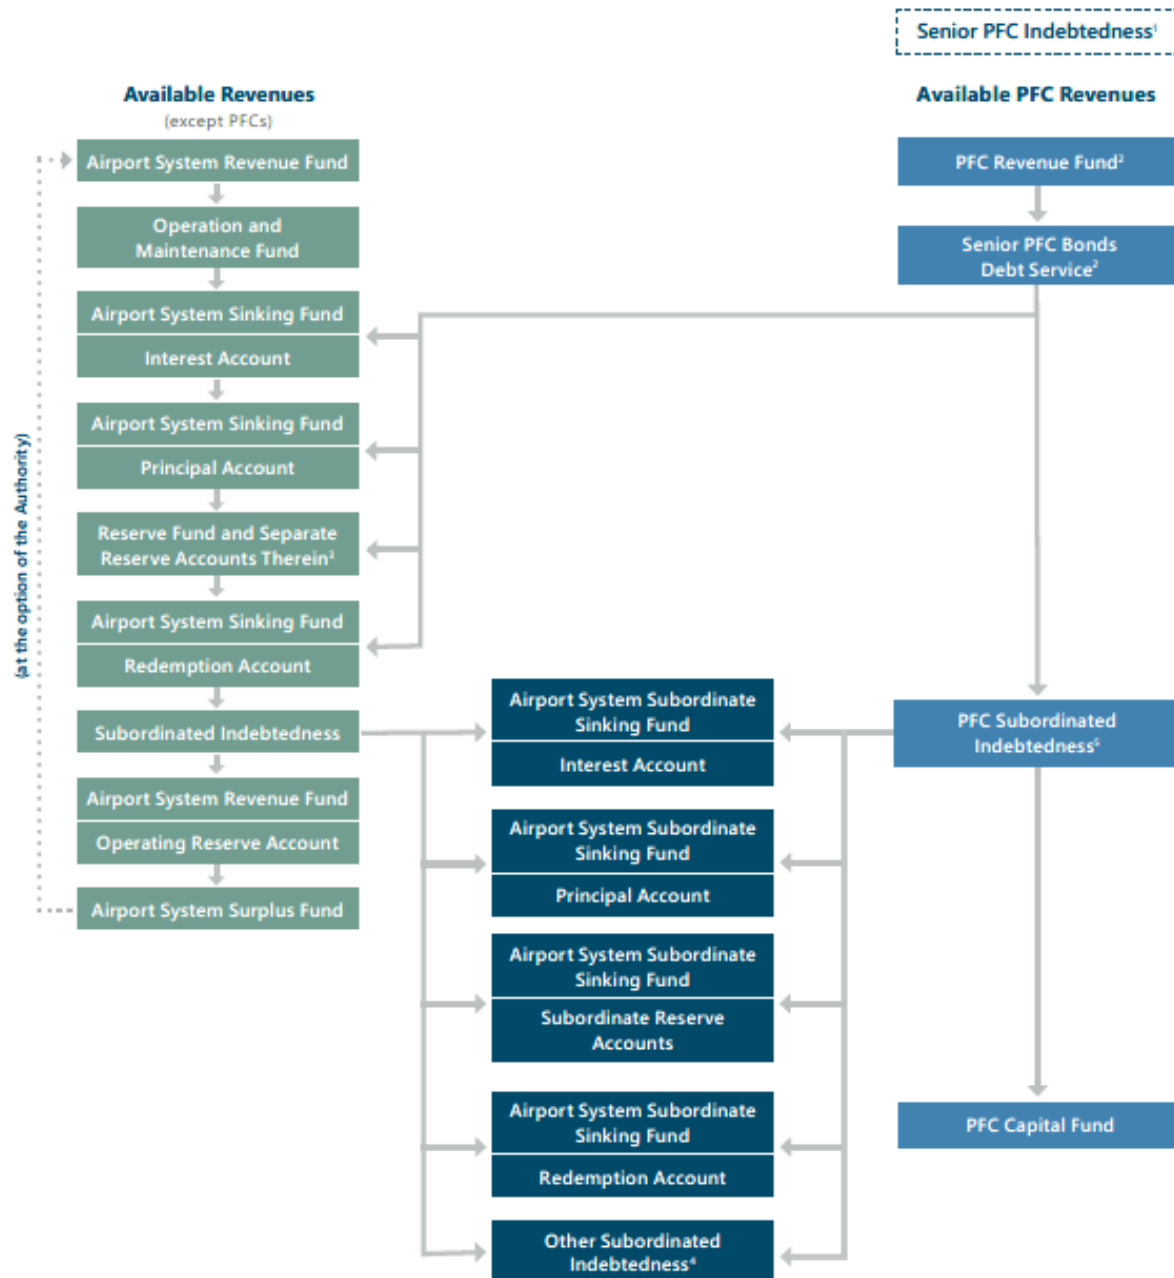 Senior PFC Indebtedness¹
Available Revenues
(except PFCs)
Available PFC Revenues
Airport System Revenue Fund
PFC Revenue Fund²
Operation and
Maintenance Fund
Senior PFC Bonds
Debt Service²
Airport System Sinking Fund
Interest Account
Airport System Sinking Fund
Principal Account
Reserve Fund and Separate
Reserve Accounts Therein³
Airport System Sinking Fund
Redemption Account
Subordinated Indebtedness
Airport System Revenue Fund
Operating Reserve Account
Airport System Surplus Fund
(at the option of the Authority)
Airport System Subordinate
Sinking Fund
Interest Account
Airport System Subordinate
Sinking Fund
Principal Account
Airport System Subordinate
Sinking Fund
Subordinate Reserve
Accounts
Airport System Subordinate
Sinking Fund
Redemption Account
Other Subordinated
Indebtedness⁴
PFC Subordinated
Indebtedness⁵
PFC Capital Fund